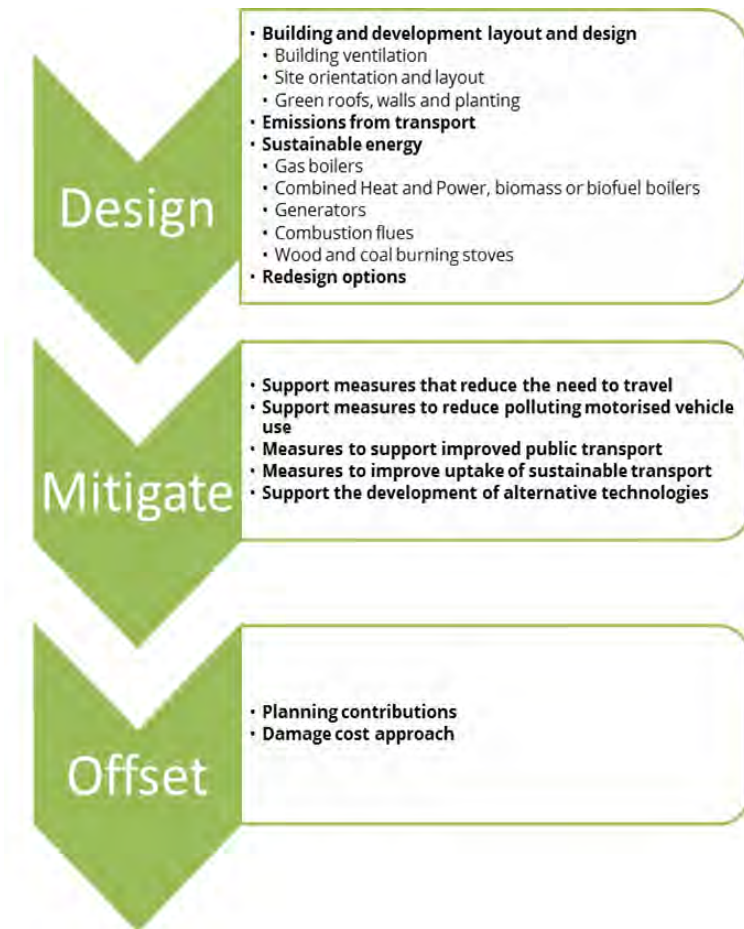 Design
• Building and development layout and design
• Building ventilation
• Site orientation and layout
• Green roofs, walls and planting
• Emissions from transport
• Sustainable energy
• Gas boilers
• Combined Heat and Power, biomass or biofuel boilers
• Generators
• Combustion flues
• Wood and coal burning stoves
• Redesign options
Mitigate
• Support measures that reduce the need to travel
• Support measures to reduce polluting motorised vehicle
use
• Measures to support improved public transport
• Measures to improve uptake of sustainable transport
• Support the development of alternative technologies
Offset
• Planning contributions
• Damage cost approach